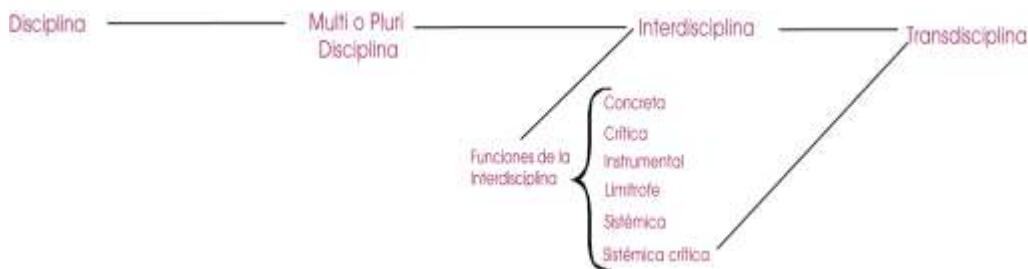 Disciplina
Multi o Pluri
Disciplina
Interdisciplina
Transdisciplina
Funciones de la
Interdisciplina
Concreta
Crítica
Instrumental
Limítrofe
Sistémica
Sistémica crítica